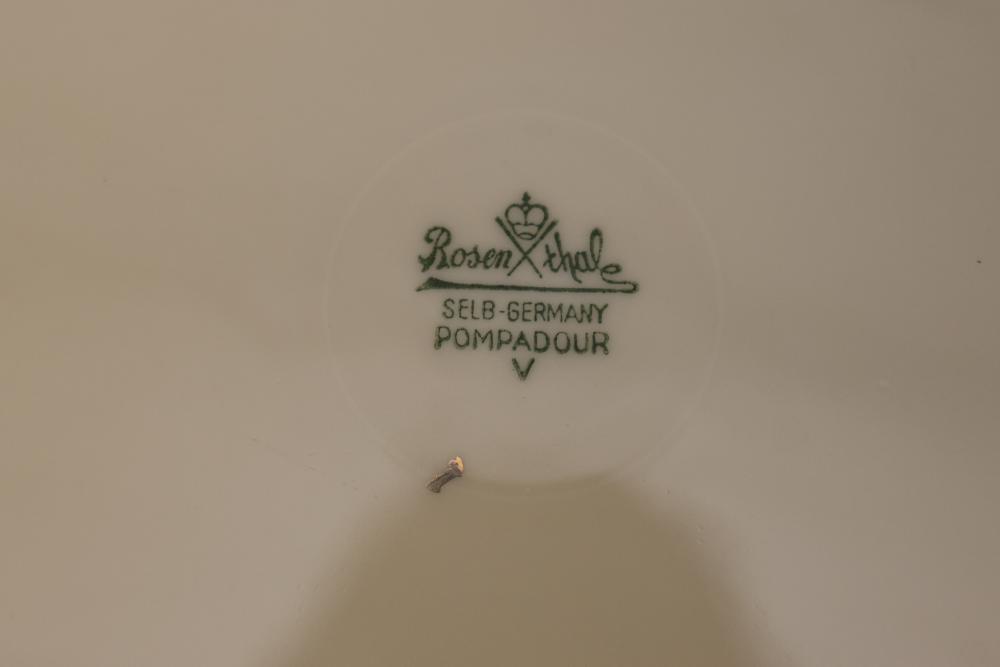 Rosenthal
SELB-GERMANY
POMPADOUR
V